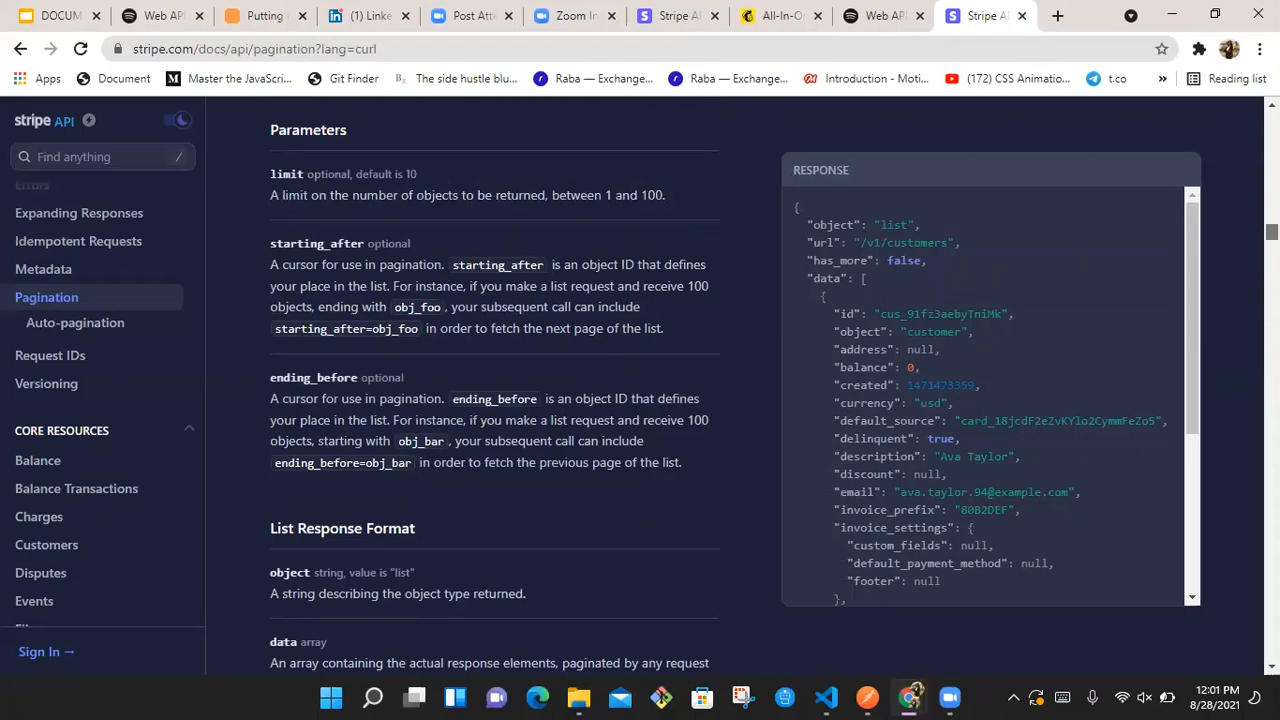 DOCUM
Web API
Putting
(1) Linke
Post Atte
Zoom In
Stripe AP
All-In-O
Web API
Stripe A
stripe.com/docs/api/pagination?lang=curl
Apps
Document
Master the JavaScri...
Git Finder
The side hustle blu...
Raba — Exchange...
Raba — Exchange...
Introduction - Moti...
(172) CSS Animatio...
t.co
»
Reading list
stripe API
Find anything /
Errors
Expanding Responses
Idempotent Requests
Metadata
Pagination
Auto-pagination
Request IDs
Versioning
CORE RESOURCES
Balance
Balance Transactions
Charges
Customers
Disputes
Events
Sign In →
Parameters
limit optional, default is 10
A limit on the number of objects to be returned, between 1 and 100.
starting_after optional
A cursor for use in pagination. starting_after is an object ID that defines
your place in the list. For instance, if you make a list request and receive 100
objects, ending with obj_foo , your subsequent call can include
starting_after=obj_foo in order to fetch the next page of the list.
ending_before optional
A cursor for use in pagination. ending_before is an object ID that defines
your place in the list. For instance, if you make a list request and receive 100
objects, starting with obj_bar , your subsequent call can include
ending_before=obj_bar in order to fetch the previous page of the list.
List Response Format
object string, value is "list"
A string describing the object type returned.
data array
An array containing the actual response elements, paginated by any request
RESPONSE
{
"object": "list",
"url": "/v1/customers",
"has_more": false,
"data": [
{
"id": "cus_91fz3aebyTniMk",
"object": "customer",
"address": null,
"balance": 0,
"created": 1471473359,
"currency": "usd",
"default_source": "card_18jcdF2eZvKYlo2CymmFeZo5",
"delinquent": true,
"description": "Ava Taylor",
"discount": null,
"email": "ava.taylor.94@example.com",
"invoice_prefix": "80B2DEF",
"invoice_settings": {
"custom_fields": null,
"default_payment_method": null,
"footer": null
},
12:01 PM
8/28/2021